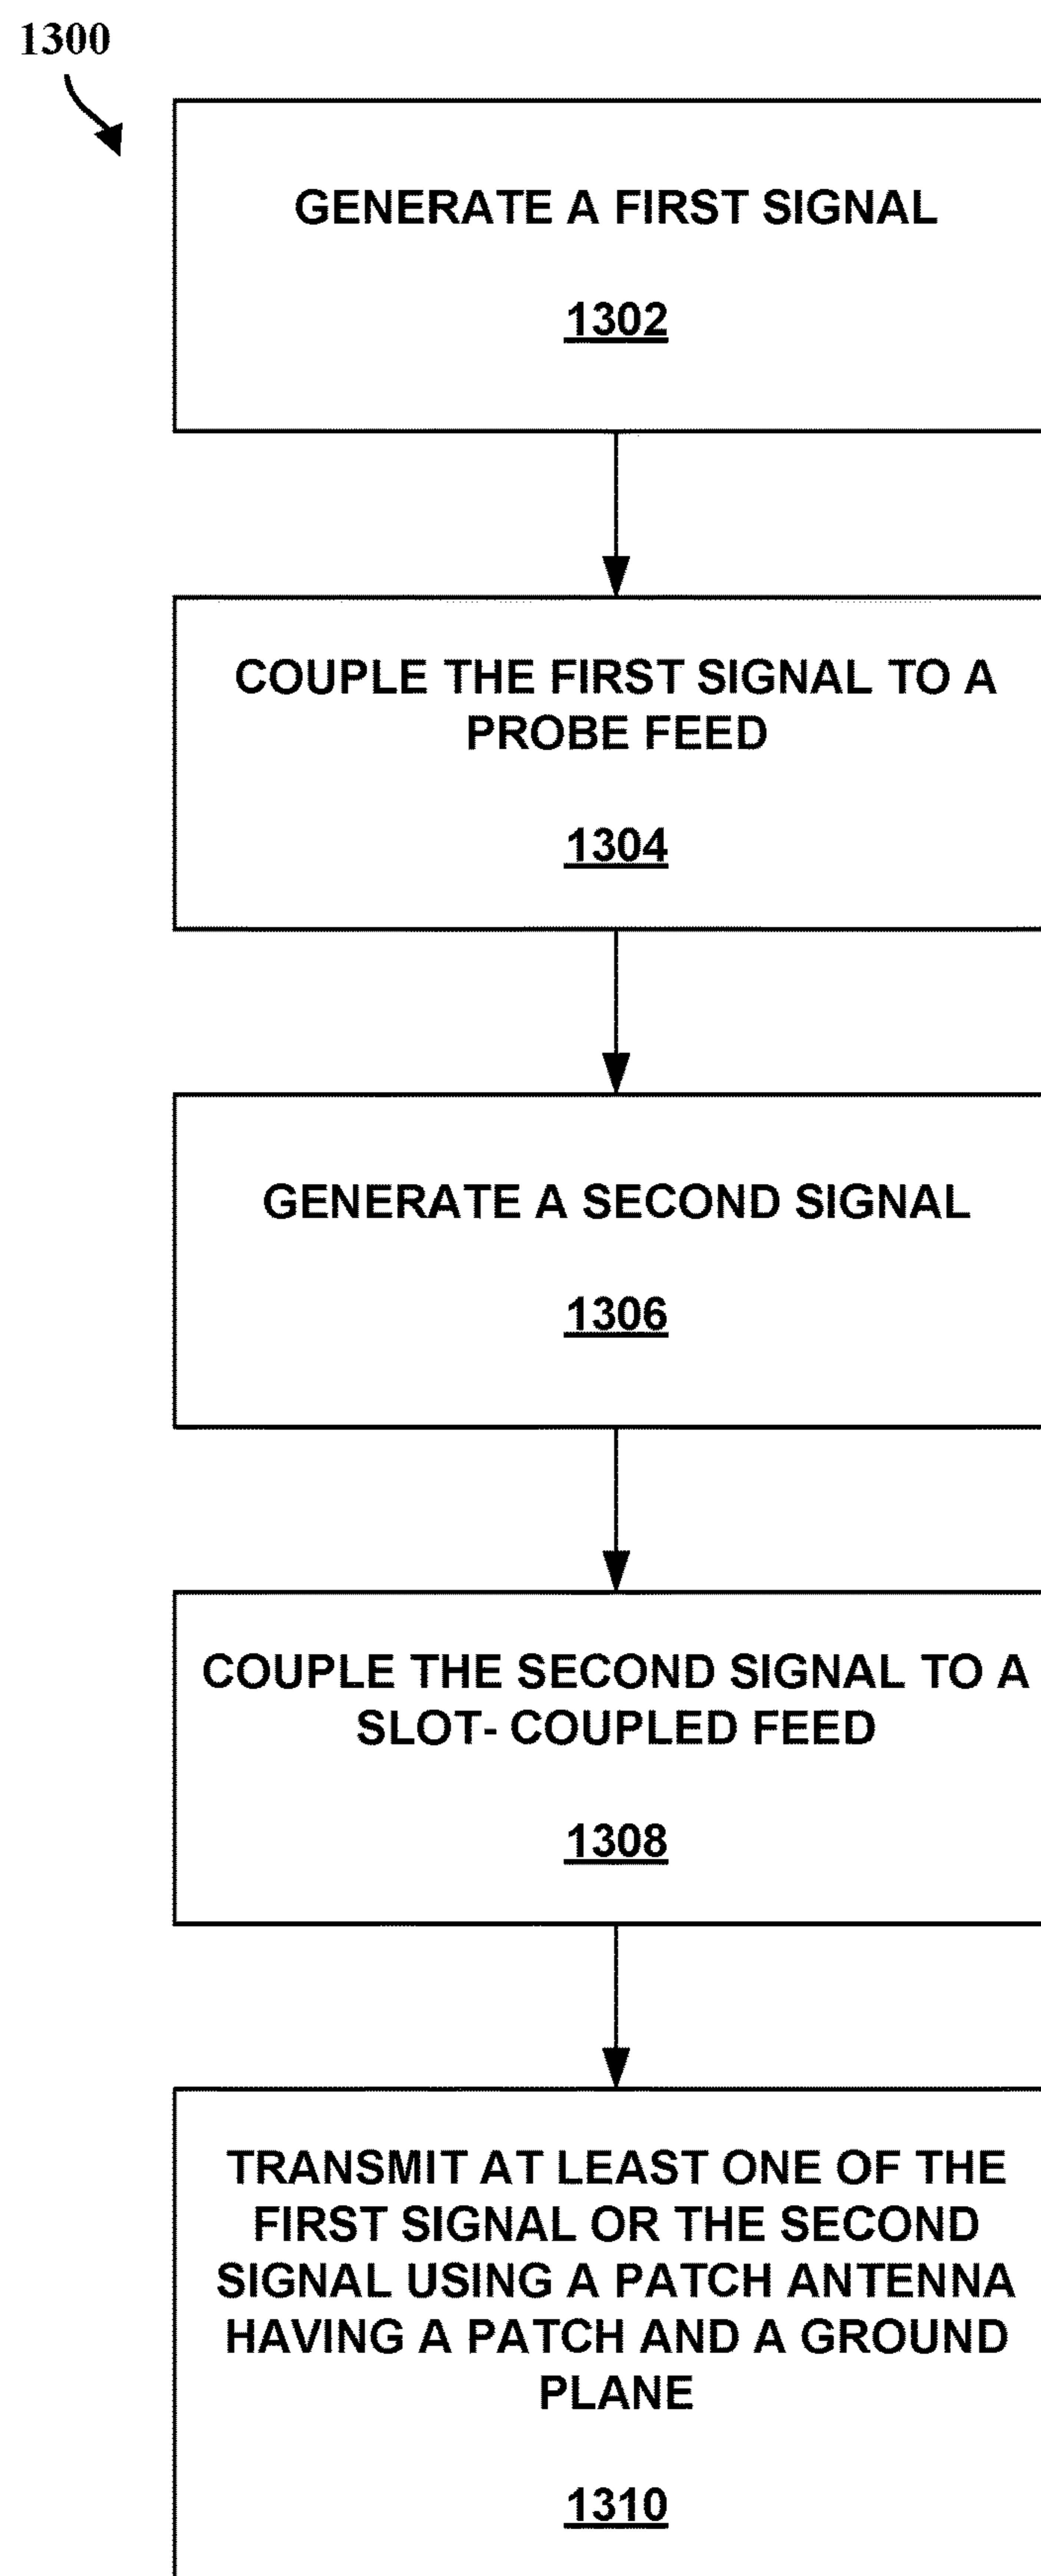 1300
GENERATE A FIRST SIGNAL
1302
COUPLE THE FIRST SIGNAL TO A
PROBE FEED
1304
GENERATE A SECOND SIGNAL
1306
COUPLE THE SECOND SIGNAL TO A
SLOT- COUPLED FEED
1308
TRANSMIT AT LEAST ONE OF THE
FIRST SIGNAL OR THE SECOND
SIGNAL USING A PATCH ANTENNA
HAVING A PATCH AND A GROUND
PLANE
1310